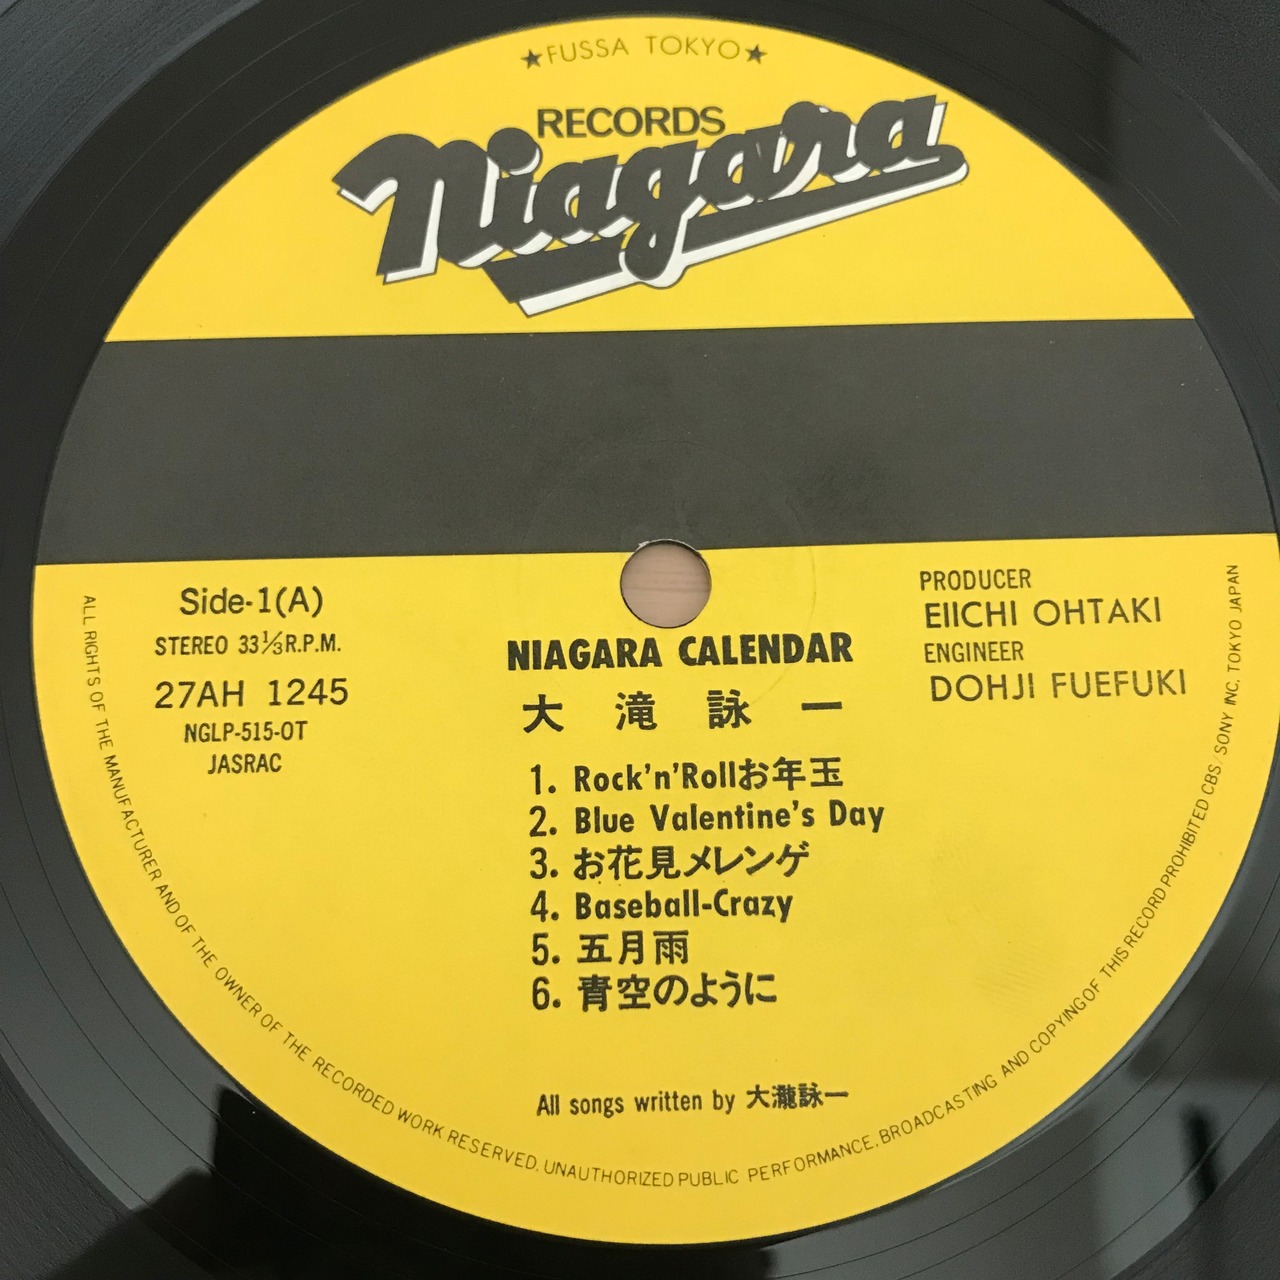 ★FUSSA TOKYO★
RECORDS
Niagara
Side-1(A)
STEREO 33⅓R.P.M.
27AH 1245
NGLP-515-OT
JASRAC
PRODUCER
EIICHI OHTAKI
ENGINEER
DOHJI FUEFUKI
NIAGARA CALENDAR
大滝詠一
1. Rock'n'Rollお年玉
2. Blue Valentine's Day
3. お花見メレンゲ
4. Baseball-Crazy
5. 五月雨
6. 青空のように
All songs written by 大瀧詠一
ALL RIGHTS OF THE MANUFACTURER AND OF THE OWNER OF THE RECORDED WORK RESERVED. UNAUTHORIZED PUBLIC PERFORMANCE, BROADCASTING AND COPYING OF THIS RECORD PROHIBITED CBS/SONY INC. TOKYO JAPAN